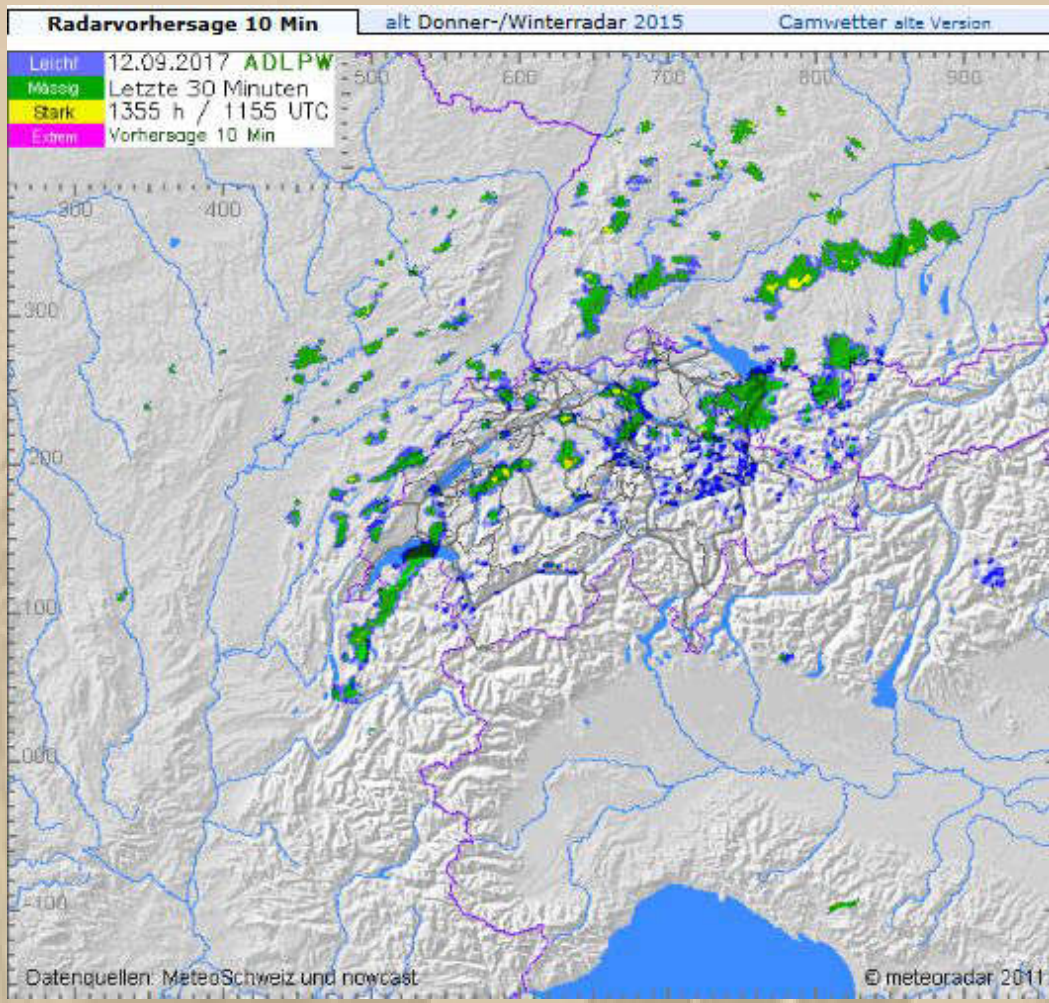 Radarvorhersage 10 Min
alt Donner-/Winterradar 2015
Camwetter alte Version
Leicht 12.09.2017 ADLPW
Mässig Letzte 30 Minuten
Stark 1355 h / 1155 UTC
Extrem Vorhersage 10 Min
500 600 700 800 900
300 400
300
200
100
000
-100
Datenquellen: MeteoSchweiz und nowcast
© meteoradar 2011